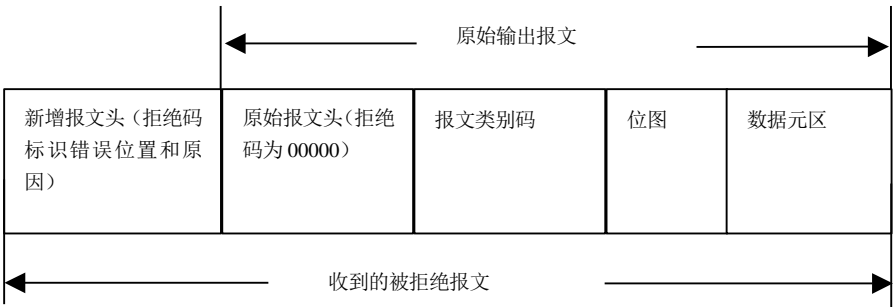 原始输出报文
新增报文头（拒绝码
标识错误位置和原
因）
原始报文头（拒绝
码为 00000）
报文类别码
位图
数据元区
收到的被拒绝报文